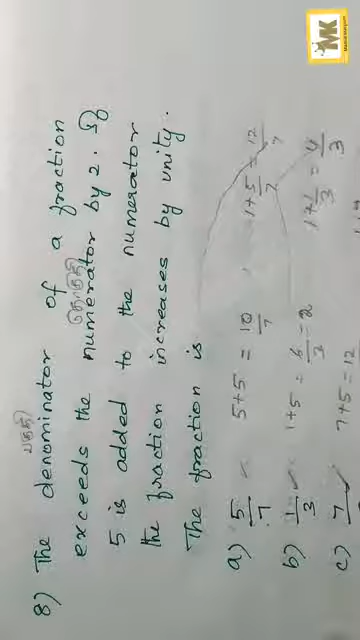 பகுதி
8) The denominator of a fraction
தொகுதி
exceeds the numerator by 2. If
5 is added to the numerator
the fraction increases by unity.
The fraction is
a) 5/7 ✓ 5+5 = 10/7, 1+5/7 = 12/7
b) 1/3 ✓ 1+5 = 6/3 = 2 1+1/3 = 4/3
c) 7 ✓ 7+5 = 12
MK